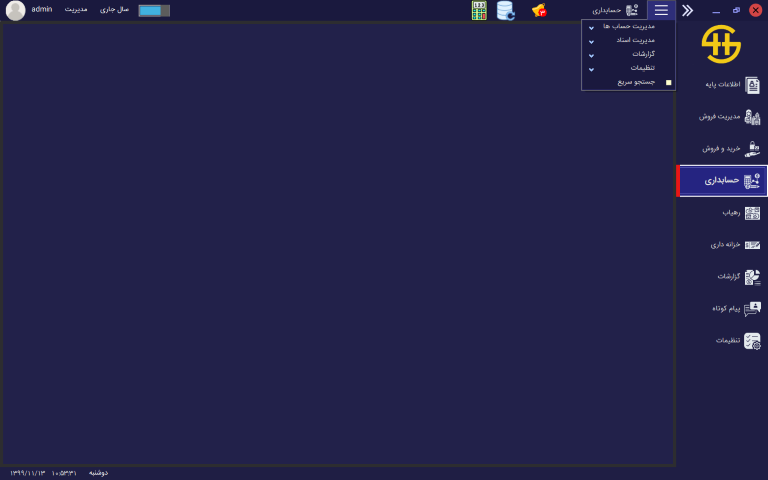 admin
مدیریت
سال جاری
حسابداری
مدیریت حساب ها
مدیریت اسناد
گزارشات
تنظیمات
جستجو سریع
اطلاعات پایه
مدیریت فروش
خرید و فروش
حسابداری
رهیاب
خزانه داری
گزارشات
پیام کوتاه
تنظیمات
دوشنبه ۱۰:۵۳:۳۱ ۱۳۹۹/۱۱/۱۳